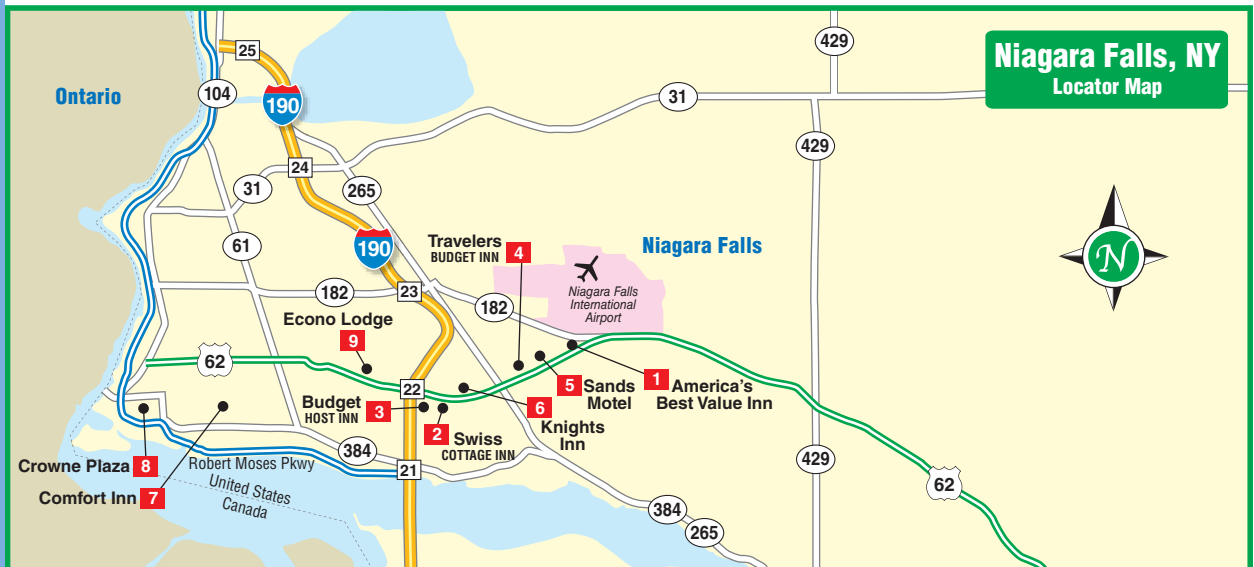 Niagara Falls, NY
Locator Map
Ontario
25
104
190
429
31
429
24
31
265
61
190
Travelers
BUDGET INN
4
Niagara Falls
N
Niagara Falls
International
Airport
182
23
182
Econo Lodge
9
62
22
1
America's
Best Value Inn
5
Sands
Motel
Budget
HOST INN
3
2
Swiss
COTTAGE INN
6
Knights
Inn
384
Crowne Plaza
8
Robert Moses Pkwy
21
429
62
Comfort Inn
7
United States
Canada
384
265